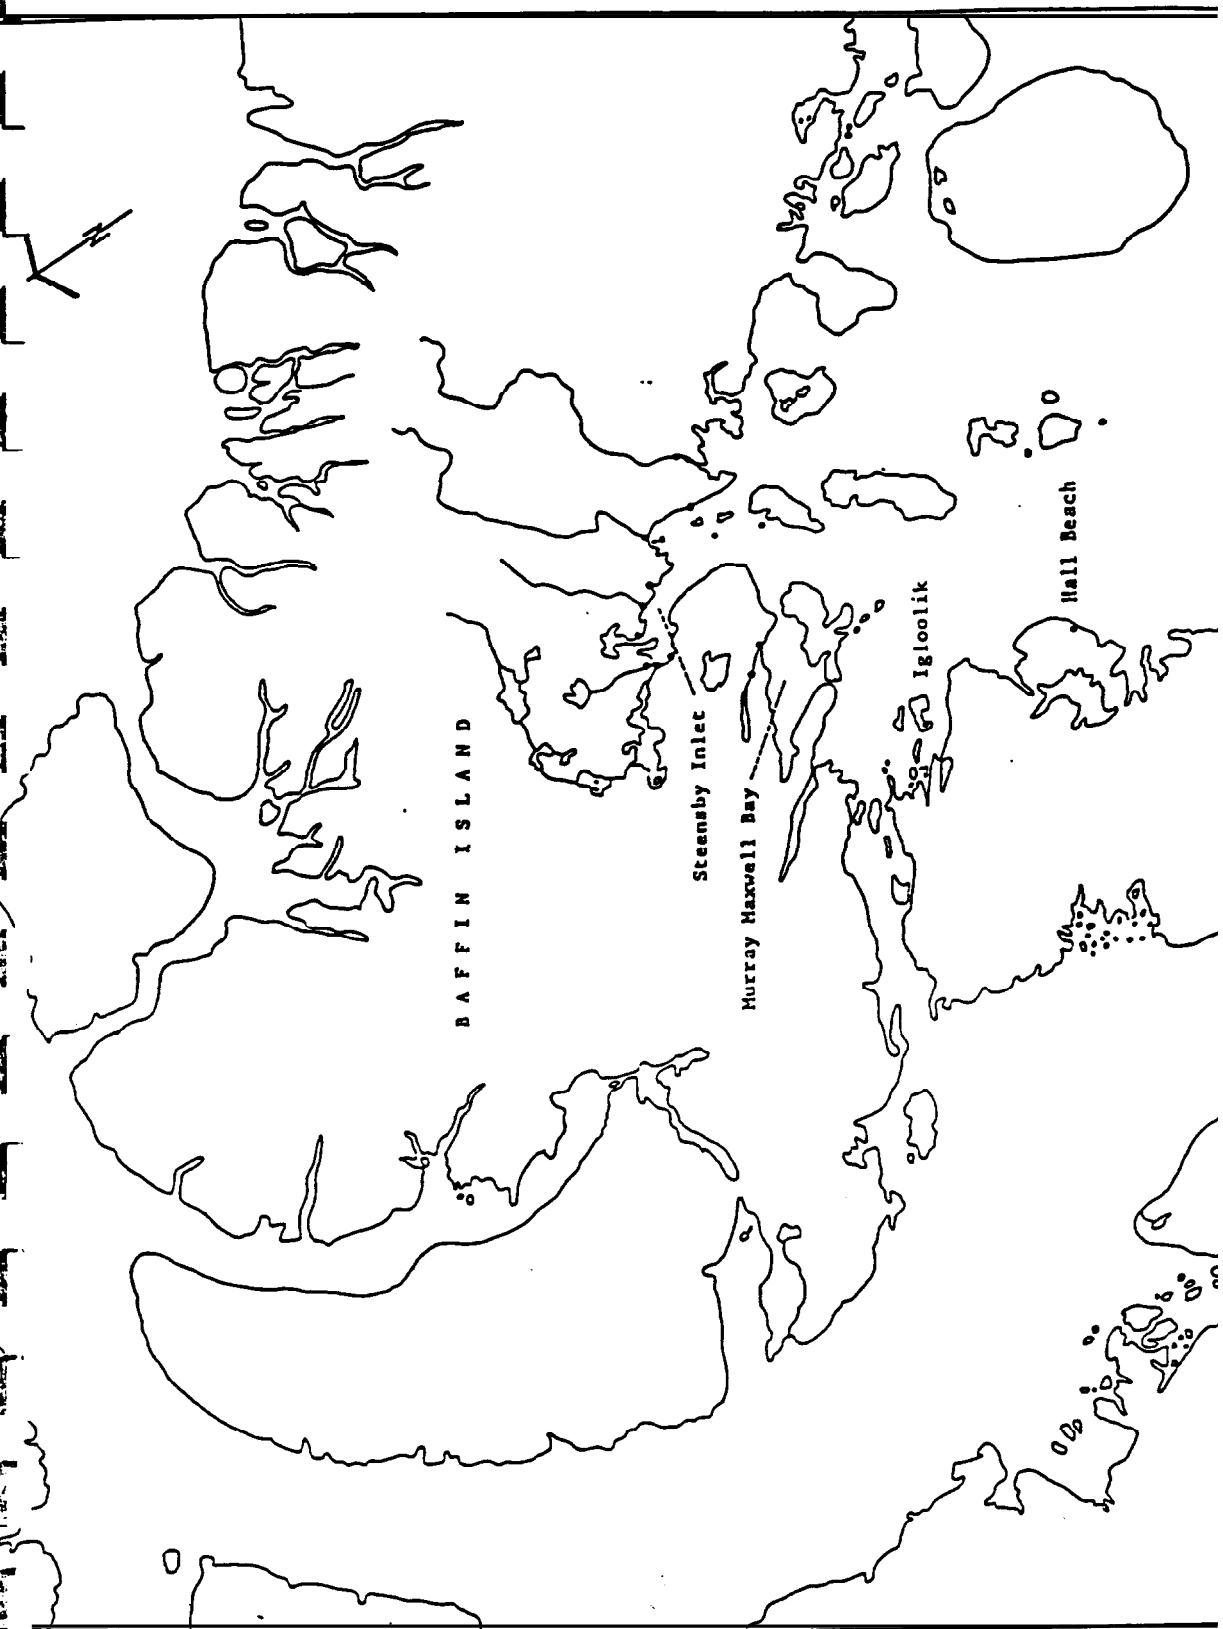 N
BAFFIN ISLAND
Steensby Inlet
Murray Maxwell Bay
Igloolik
Hall Beach